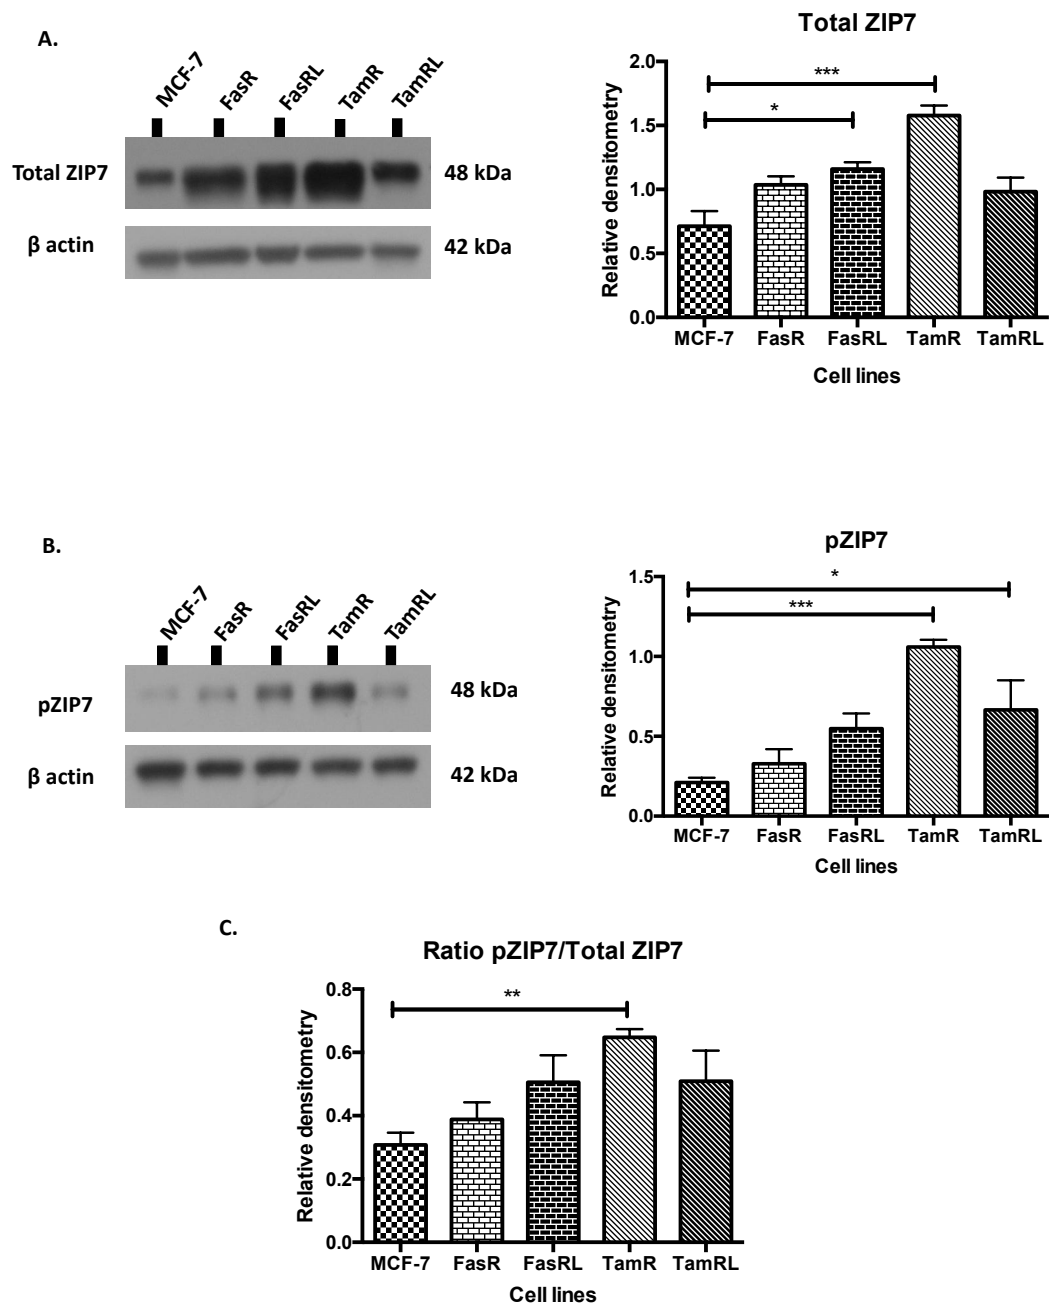 A.
MCF-7 FasR FasRL TamR TamRL
Total ZIP7 48 kDa
β actin 42 kDa
Total ZIP7
***
*
Relative densitometry
2.0
1.5
1.0
0.5
0.0
MCF-7 FasR FasRL TamR TamRL
Cell lines
B.
MCF-7 FasR FasRL TamR TamRL
pZIP7 48 kDa
β actin 42 kDa
pZIP7
*
***
Relative densitometry
1.5
1.0
0.5
0.0
MCF-7 FasR FasRL TamR TamRL
Cell lines
C.
Ratio pZIP7/Total ZIP7
**
Relative densitometry
0.8
0.6
0.4
0.2
0.0
MCF-7 FasR FasRL TamR TamRL
Cell lines